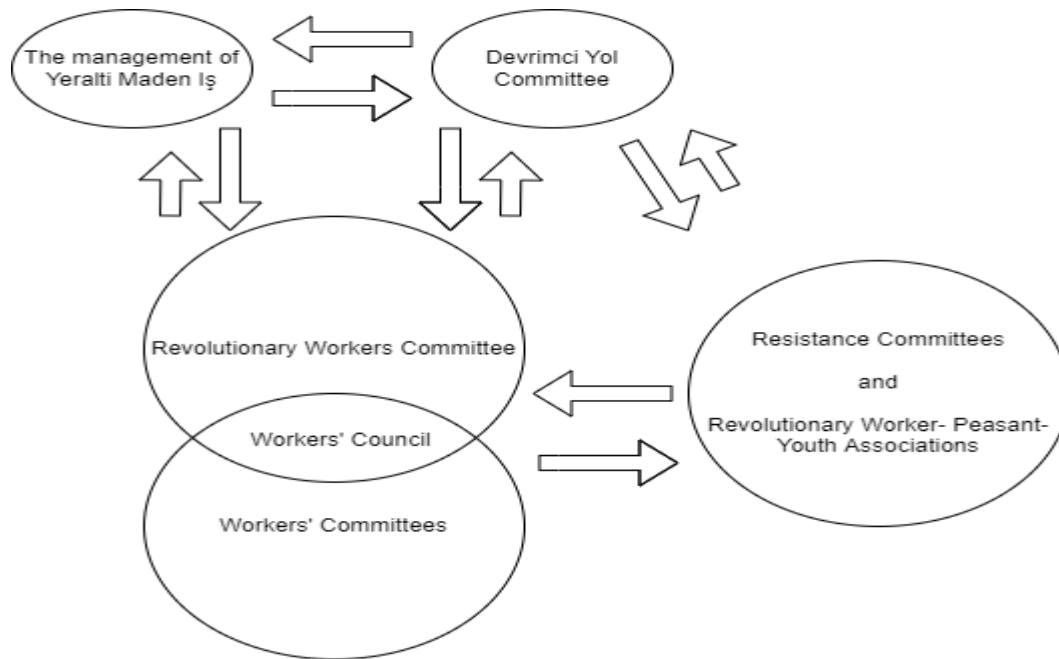 The management of
Yeralti Maden Iş
Devrimci Yol
Committee
Revolutionary Workers Committee
Workers' Council
Workers' Committees
Resistance Committees
and
Revolutionary Worker- Peasant-
Youth Associations